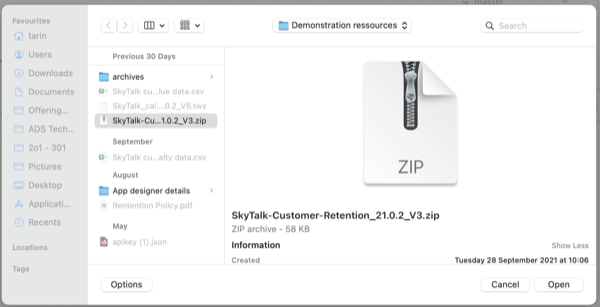 master
Favourites
tarin
Users
Downloads
Documents
Offering...
ADS Tech...
2o1 - 301
Pictures
Desktop
Applicati...
Recents
Locations
Tags
Demonstration ressources
Search
Previous 30 Days
archives
SkyTalk cu...lue data.csv
SkyTalk_cal....0.2_V5.twx
SkyTalk-Cu...1.0.2_V3.zip
September
SkyTalk cu...alty data.csv
August
App designer details
Rentention Policy.pdf
May
apikey (1).json
ZIP
SkyTalk-Customer-Retention_21.0.2_V3.zip
ZIP archive - 58 KB
Information
Show Less
Created
Tuesday 28 September 2021 at 10:06
Options
Cancel
Open